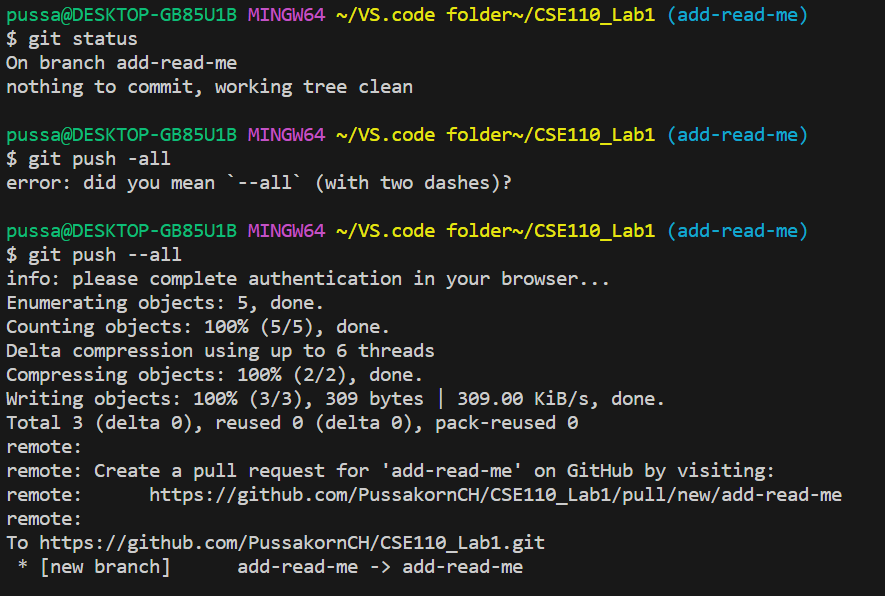 pussa@DESKTOP-GB85U1B MINGW64 ~/VS.code folder~/CSE110_Lab1 (add-read-me)
$ git status
On branch add-read-me
nothing to commit, working tree clean
pussa@DESKTOP-GB85U1B MINGW64 ~/VS.code folder~/CSE110_Lab1 (add-read-me)
$ git push -all
error: did you mean `--all` (with two dashes)?
pussa@DESKTOP-GB85U1B MINGW64 ~/VS.code folder~/CSE110_Lab1 (add-read-me)
$ git push --all
info: please complete authentication in your browser...
Enumerating objects: 5, done.
Counting objects: 100% (5/5), done.
Delta compression using up to 6 threads
Compressing objects: 100% (2/2), done.
Writing objects: 100% (3/3), 309 bytes | 309.00 KiB/s, done.
Total 3 (delta 0), reused 0 (delta 0), pack-reused 0
remote:
remote: Create a pull request for 'add-read-me' on GitHub by visiting:
remote:      https://github.com/PussakornCH/CSE110_Lab1/pull/new/add-read-me
remote:
To https://github.com/PussakornCH/CSE110_Lab1.git
 * [new branch]      add-read-me -> add-read-me